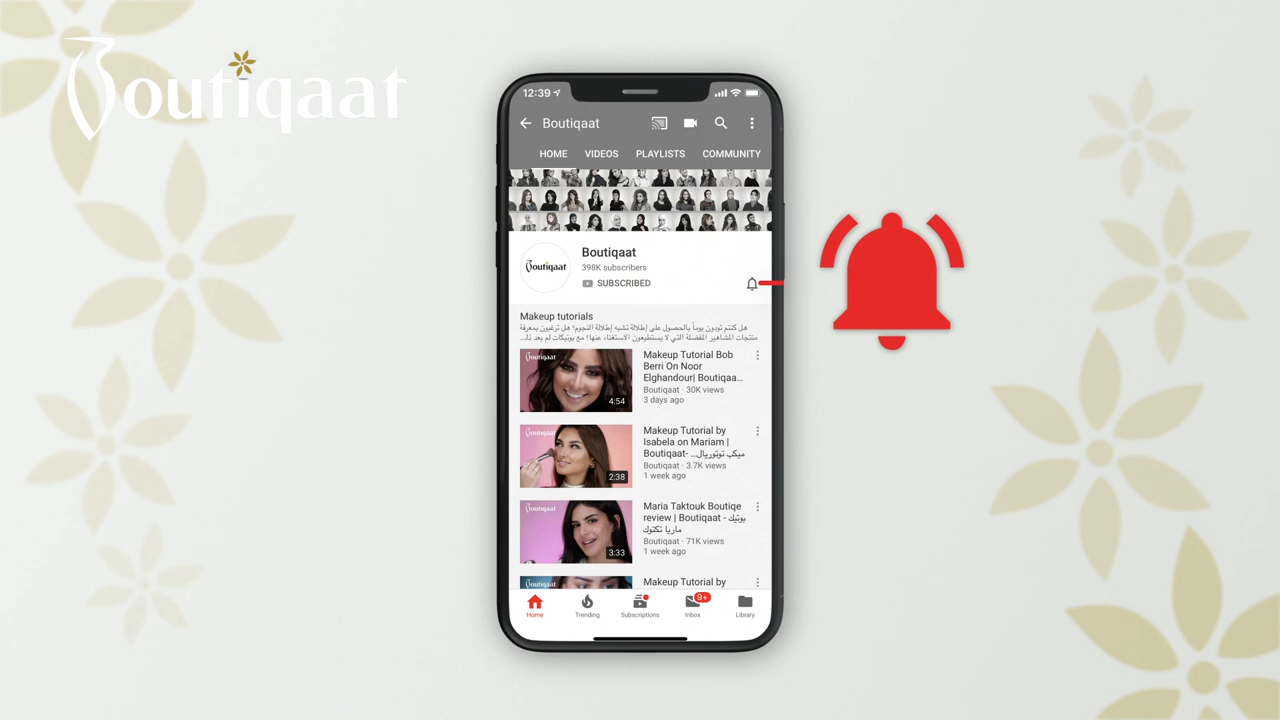 Boutiqaat
12:39
Boutiqaat
HOME VIDEOS PLAYLISTS COMMUNITY
Boutiqaat
Boutiqaat
398K subscribers
SUBSCRIBED
Makeup tutorials
هل كنتم تودون يوماً بالحصول على إطلالة تشبه إطلالة النجوم؟ هل ترغبون بمعرفة
منتجات المشاهير المفضلة التي لا يستطيعون الاستغناء عنها؟ مع بوتيكات لم يعد ذلـ...
Boutiqaat
4:54
Makeup Tutorial Bob
Berri On Noor
Elghandour| Boutiqaa...
Boutiqaat · 30K views
3 days ago
Boutiqaat
2:38
Makeup Tutorial by
Isabela on Mariam |
Boutiqaat- ميكب توتوريال...
Boutiqaat · 3.7K views
1 week ago
Boutiqaat
3:33
Maria Taktouk Boutiqe
review | Boutiqaat - بوتيك
ماريا تكتوك
Boutiqaat · 71K views
1 week ago
Boutiqaat
Makeup Tutorial by
9+
Home Trending Subscriptions Inbox Library